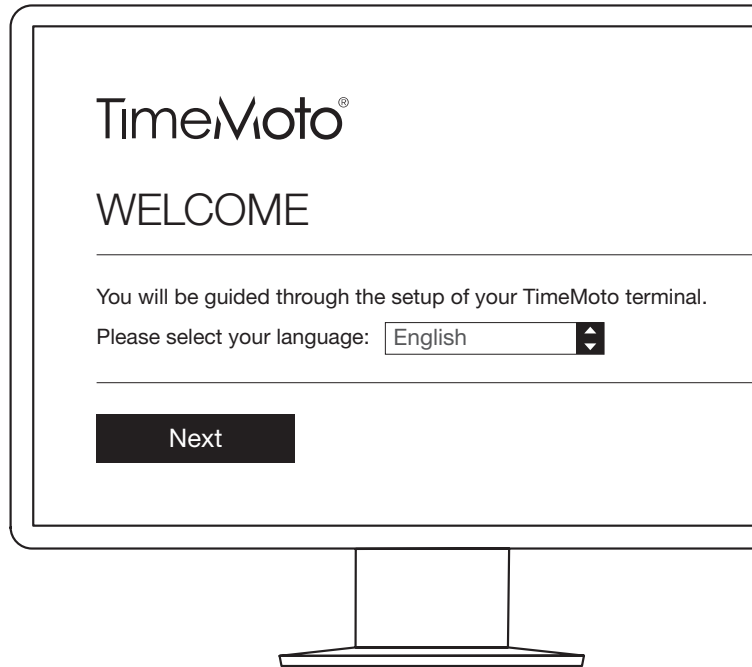 TimeMoto®
WELCOME
You will be guided through the setup of your TimeMoto terminal.
Please select your language: English
Next